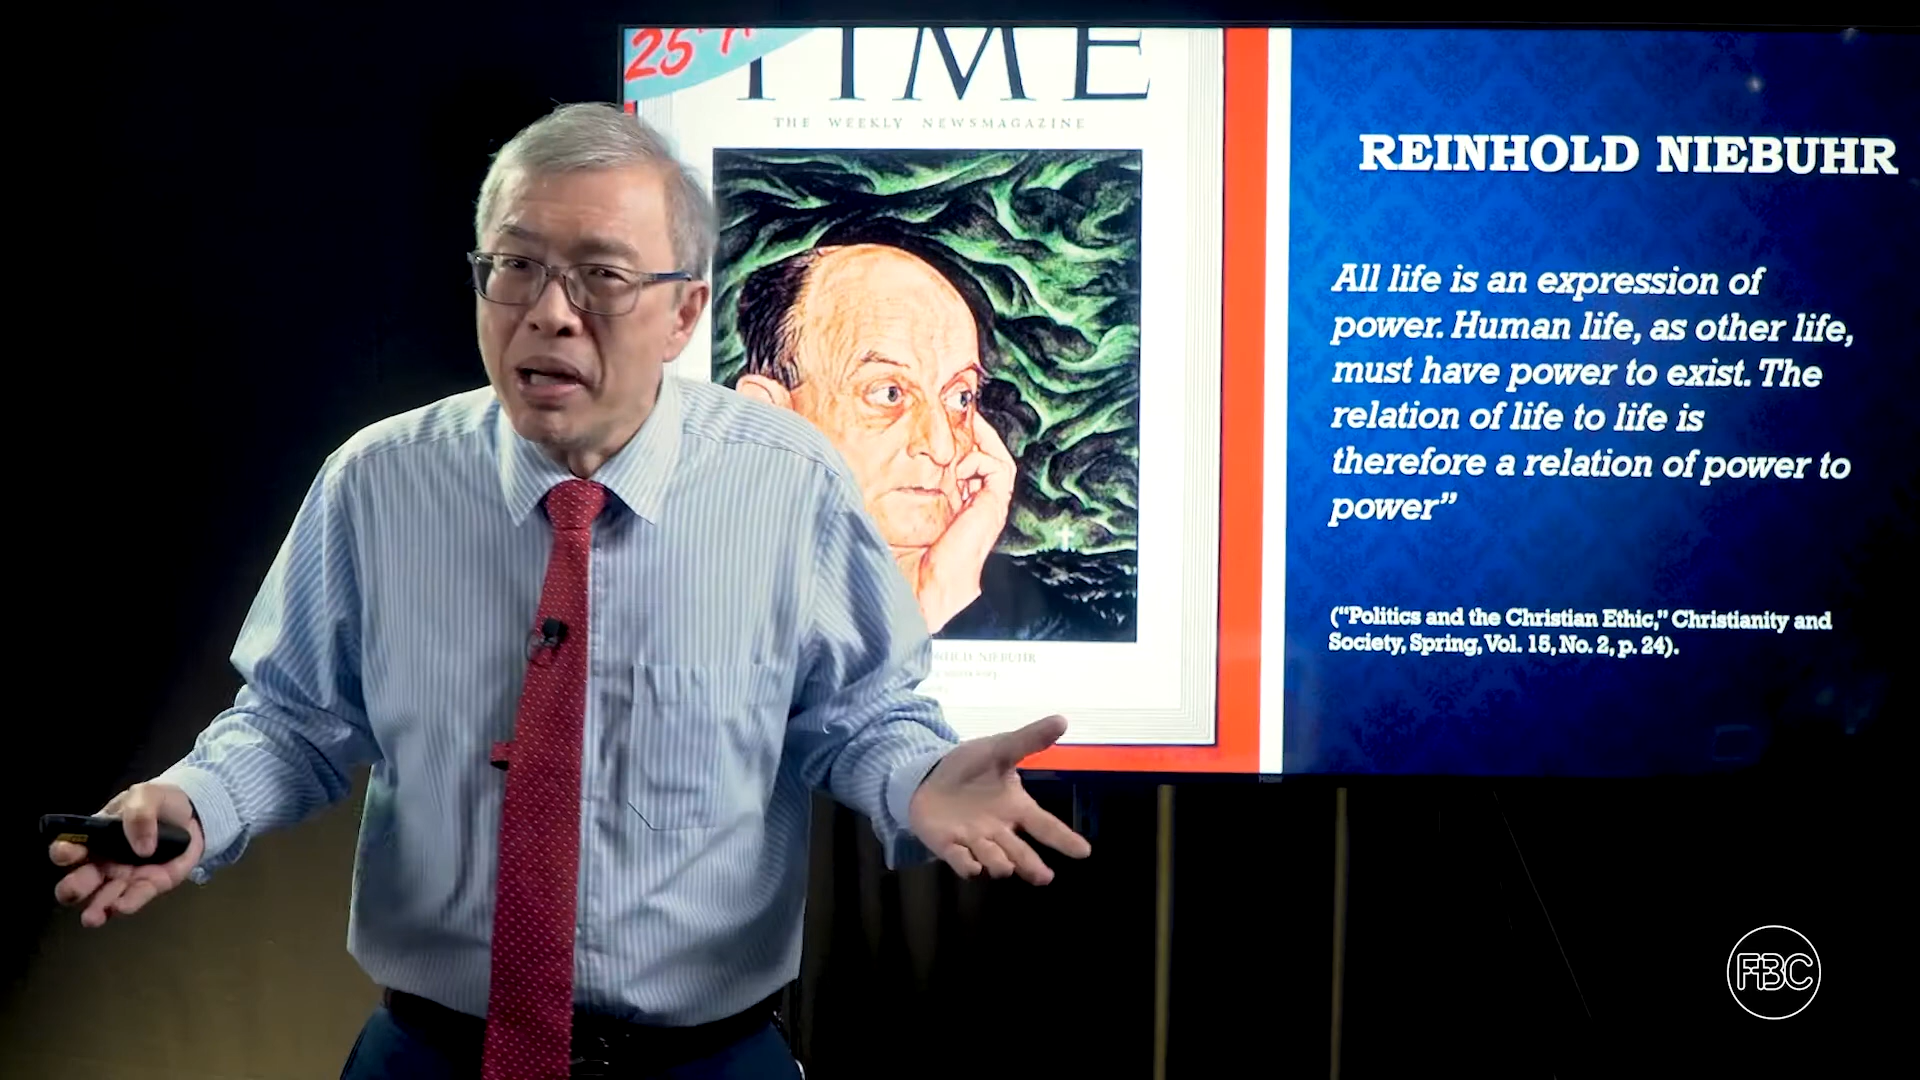 25
TIME
THE WEEKLY NEWSMAGAZINE
REINHOLD NIEBUHR
All life is an expression of
power. Human life, as other life,
must have power to exist. The
relation of life to life is
therefore a relation of power to
power”
(“Politics and the Christian Ethic,” Christianity and
Society, Spring, Vol. 15, No. 2, p. 24).
NIEBUHR
FBC